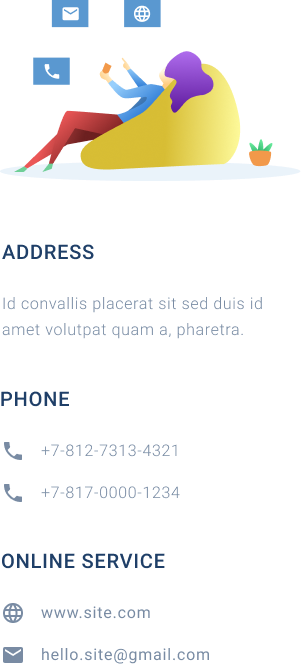 ADDRESS
Id convallis placerat sit sed duis id
amet volutpat quam a, pharetra.
PHONE
+7-812-7313-4321
+7-817-0000-1234
ONLINE SERVICE
www.site.com
hello.site@gmail.com